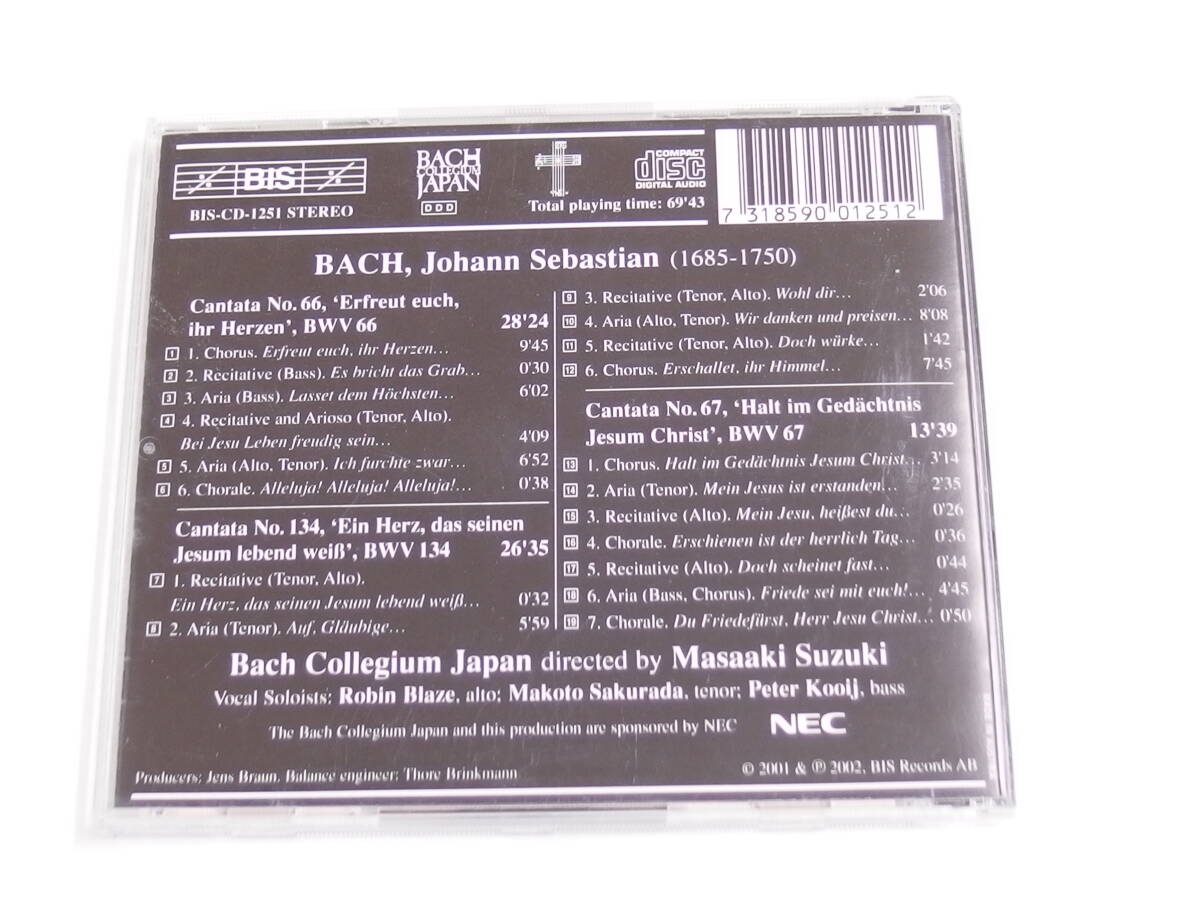 BIS
BIS-CD-1251 STEREO
BACH
COLLEGIUM
JAPAN
DDD
COMPACT
disc
DIGITAL AUDIO
Total playing time: 69'43
7 318590 012512
BACH, Johann Sebastian (1685-1750)
Cantata No. 66, ‘Erfreut euch,
ihr Herzen’, BWV 66 28'24
1 1. Chorus. Erfreut euch, ihr Herzen… 9'45
2 2. Recitative (Bass). Es bricht das Grab… 0'30
3 3. Aria (Bass). Lasset dem Höchsten… 6'02
4 4. Recitative and Arioso (Tenor, Alto).
Bei Jesu Leben freudig sein… 4'09
5 5. Aria (Alto, Tenor). Ich furchte zwar… 6'52
6 6. Chorale. Alleluja! Alleluja! Alleluja!… 0'38
Cantata No. 134, ‘Ein Herz, das seinen
Jesum lebend weiß’, BWV 134 26'35
7 1. Recitative (Tenor, Alto).
Ein Herz, das seinen Jesum lebend weiß… 0'32
8 2. Aria (Tenor). Auf, Gläubige… 5'59
9 3. Recitative (Tenor, Alto). Wohl dir… 2'06
10 4. Aria (Alto, Tenor). Wir danken und preisen… 8'08
11 5. Recitative (Tenor, Alto). Doch würke… 1'42
12 6. Chorus. Erschallet, ihr Himmel… 7'45
Cantata No. 67, ‘Halt im Gedächtnis
Jesum Christ’, BWV 67 13'39
13 1. Chorus. Halt im Gedächtnis Jesum Christ… 3'14
14 2. Aria (Tenor). Mein Jesus ist erstanden… 2'35
15 3. Recitative (Alto). Mein Jesu, heißest du… 0'26
16 4. Chorale. Erschienen ist der herrlich Tag… 0'36
17 5. Recitative (Alto). Doch scheinet fast… 0'44
18 6. Aria (Bass, Chorus). Friede sei mit euch!… 4'45
19 7. Chorale. Du Friedefürst, Herr Jesu Christ… 0'50
Bach Collegium Japan directed by Masaaki Suzuki
Vocal Soloists: Robin Blaze, alto; Makoto Sakurada, tenor; Peter Kooij, bass
The Bach Collegium Japan and this production are sponsored by NEC NEC
Producers: Jens Braun, Balance engineer: Thore Brinkmann
© 2001 & ℗ 2002, BIS Records AB